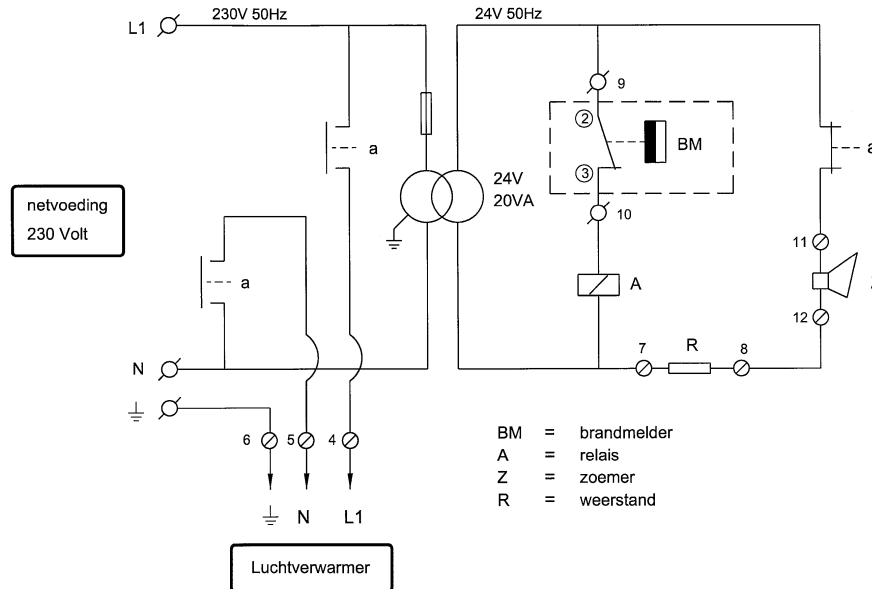 L1
230V 50Hz
24V 50Hz
9
2
BM
a
a
3
24V
20VA
netvoeding
230 Volt
10
11
a
A
12
7
R
8
N
6
5
4
N
L1
BM = brandmelder
A = relais
Z = zoemer
R = weerstand
Luchtverwarmer